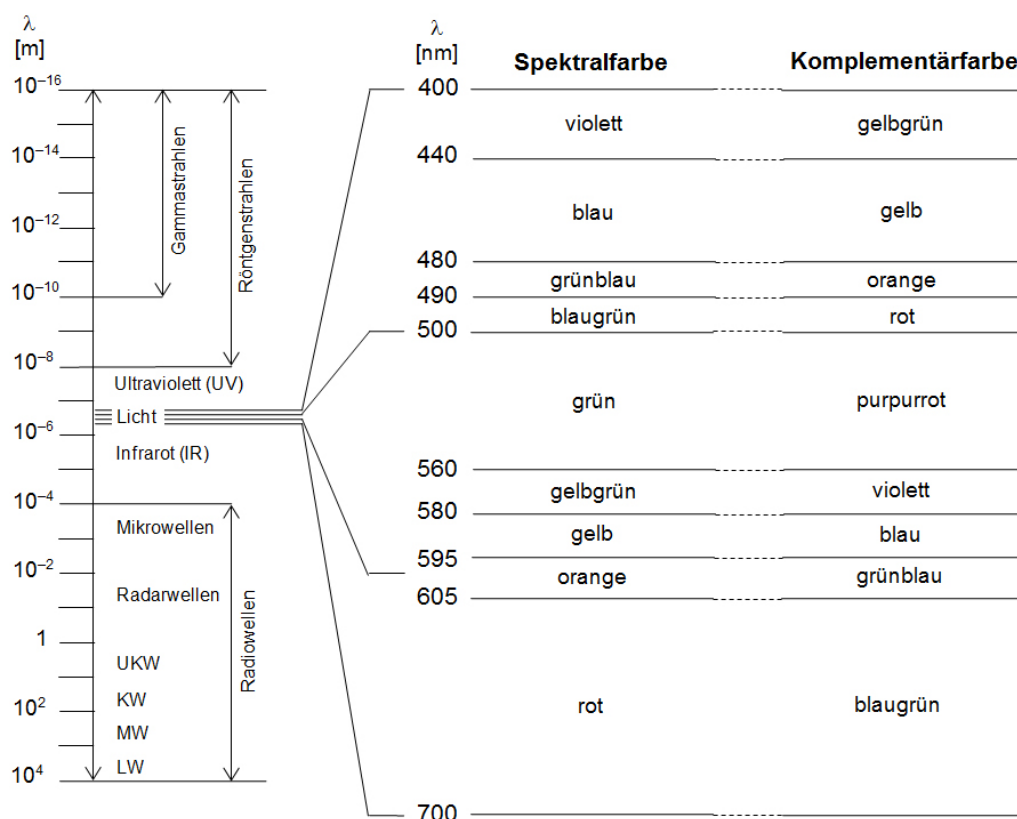 λ
[m]
10⁻¹⁶
10⁻¹⁴
10⁻¹²
10⁻¹⁰
10⁻⁸
10⁻⁶
10⁻⁴
10⁻²
1
10²
10⁴
Gammastrahlen
Röntgenstrahlen
Ultraviolett (UV)
Licht
Infrarot (IR)
Mikrowellen
Radarwellen
UKW
KW
MW
LW
Radiowellen
λ
[nm]
Spektralfarbe Komplementärfarbe
400
violett gelbgrün
440
blau gelb
480
grünblau orange
490
blaugrün rot
500
grün purpurrot
560
gelbgrün violett
580
gelb blau
595
orange grünblau
605
rot blaugrün
700